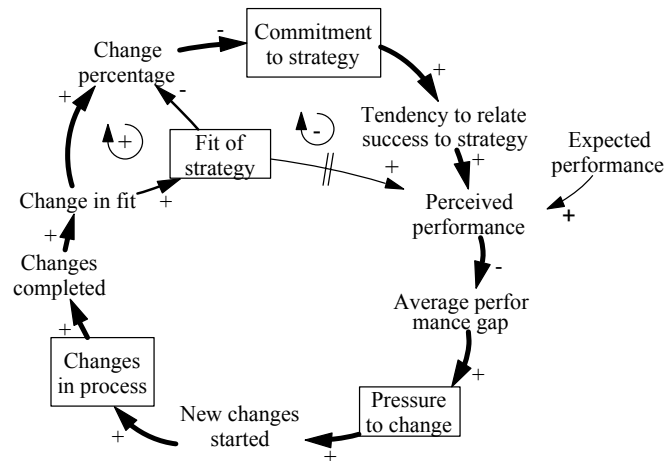 Change
percentage
-
Commitment
to strategy
+
+
-
+
-
Fit of
strategy
Tendency to relate
success to strategy
+
+
Expected
performance
Change in fit
+
Perceived
performance
+
+
-
Changes
completed
Average perfor
mance gap
+
+
Changes
in process
Pressure
to change
New changes
started
+
+